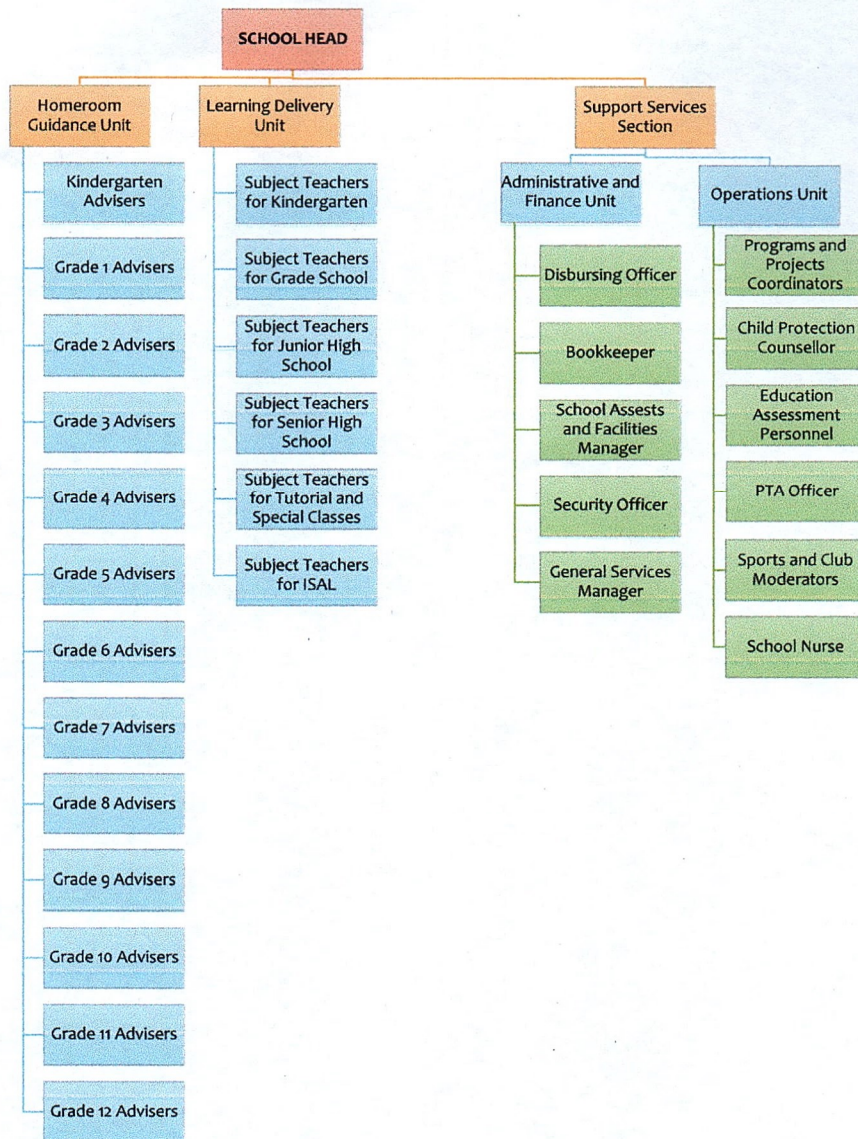 SCHOOL HEAD
Homeroom
Guidance Unit
Kindergarten
Advisers
Grade 1 Advisers
Grade 2 Advisers
Grade 3 Advisers
Grade 4 Advisers
Grade 5 Advisers
Grade 6 Advisers
Grade 7 Advisers
Grade 8 Advisers
Grade 9 Advisers
Grade 10 Advisers
Grade 11 Advisers
Grade 12 Advisers
Learning Delivery
Unit
Subject Teachers
for Kindergarten
Subject Teachers
for Grade School
Subject Teachers
for Junior High
School
Subject Teachers
for Senior High
School
Subject Teachers
for Tutorial and
Special Classes
Subject Teachers
for ISAL
Support Services
Section
Administrative and
Finance Unit
Disbursing Officer
Bookkeeper
School Assests
and Facilities
Manager
Security Officer
General Services
Manager
Operations Unit
Programs and
Projects
Coordinators
Child Protection
Counsellor
Education
Assessment
Personnel
PTA Officer
Sports and Club
Moderators
School Nurse